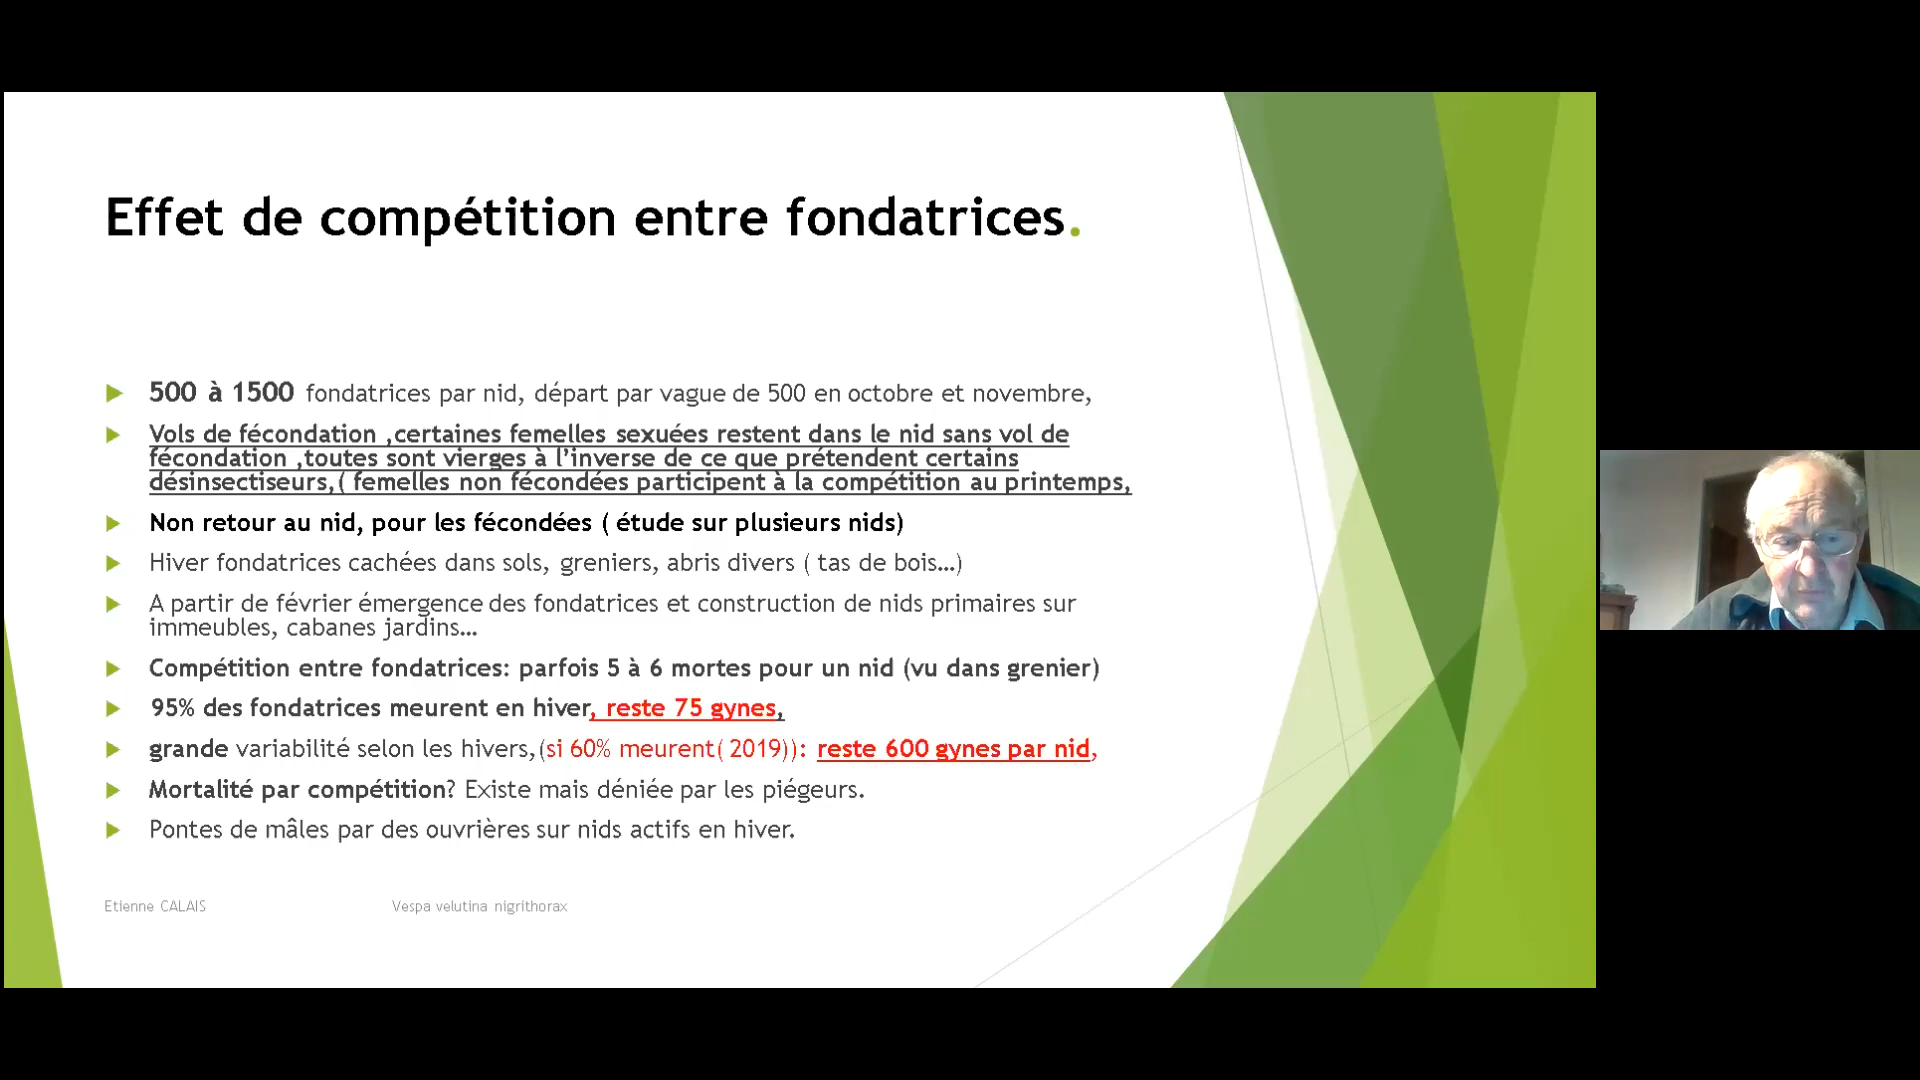 Effet de compétition entre fondatrices.
500 à 1500 fondatrices par nid, départ par vague de 500 en octobre et novembre,
Vols de fécondation ,certaines femelles sexuées restent dans le nid sans vol de
fécondation ,toutes sont vierges à l'inverse de ce que prétendent certains
désinsectiseurs,( femelles non fécondées participent à la compétition au printemps,
Non retour au nid, pour les fécondées ( étude sur plusieurs nids)
Hiver fondatrices cachées dans sols, greniers, abris divers ( tas de bois…)
A partir de février émergence des fondatrices et construction de nids primaires sur
immeubles, cabanes jardins…
Compétition entre fondatrices: parfois 5 à 6 mortes pour un nid (vu dans grenier)
95% des fondatrices meurent en hiver, reste 75 gynes,
grande variabilité selon les hivers,(si 60% meurent( 2019)): reste 600 gynes par nid,
Mortalité par compétition? Existe mais déniée par les piégeurs.
Pontes de mâles par des ouvrières sur nids actifs en hiver.
Etienne CALAIS
Vespa velutina nigrithorax